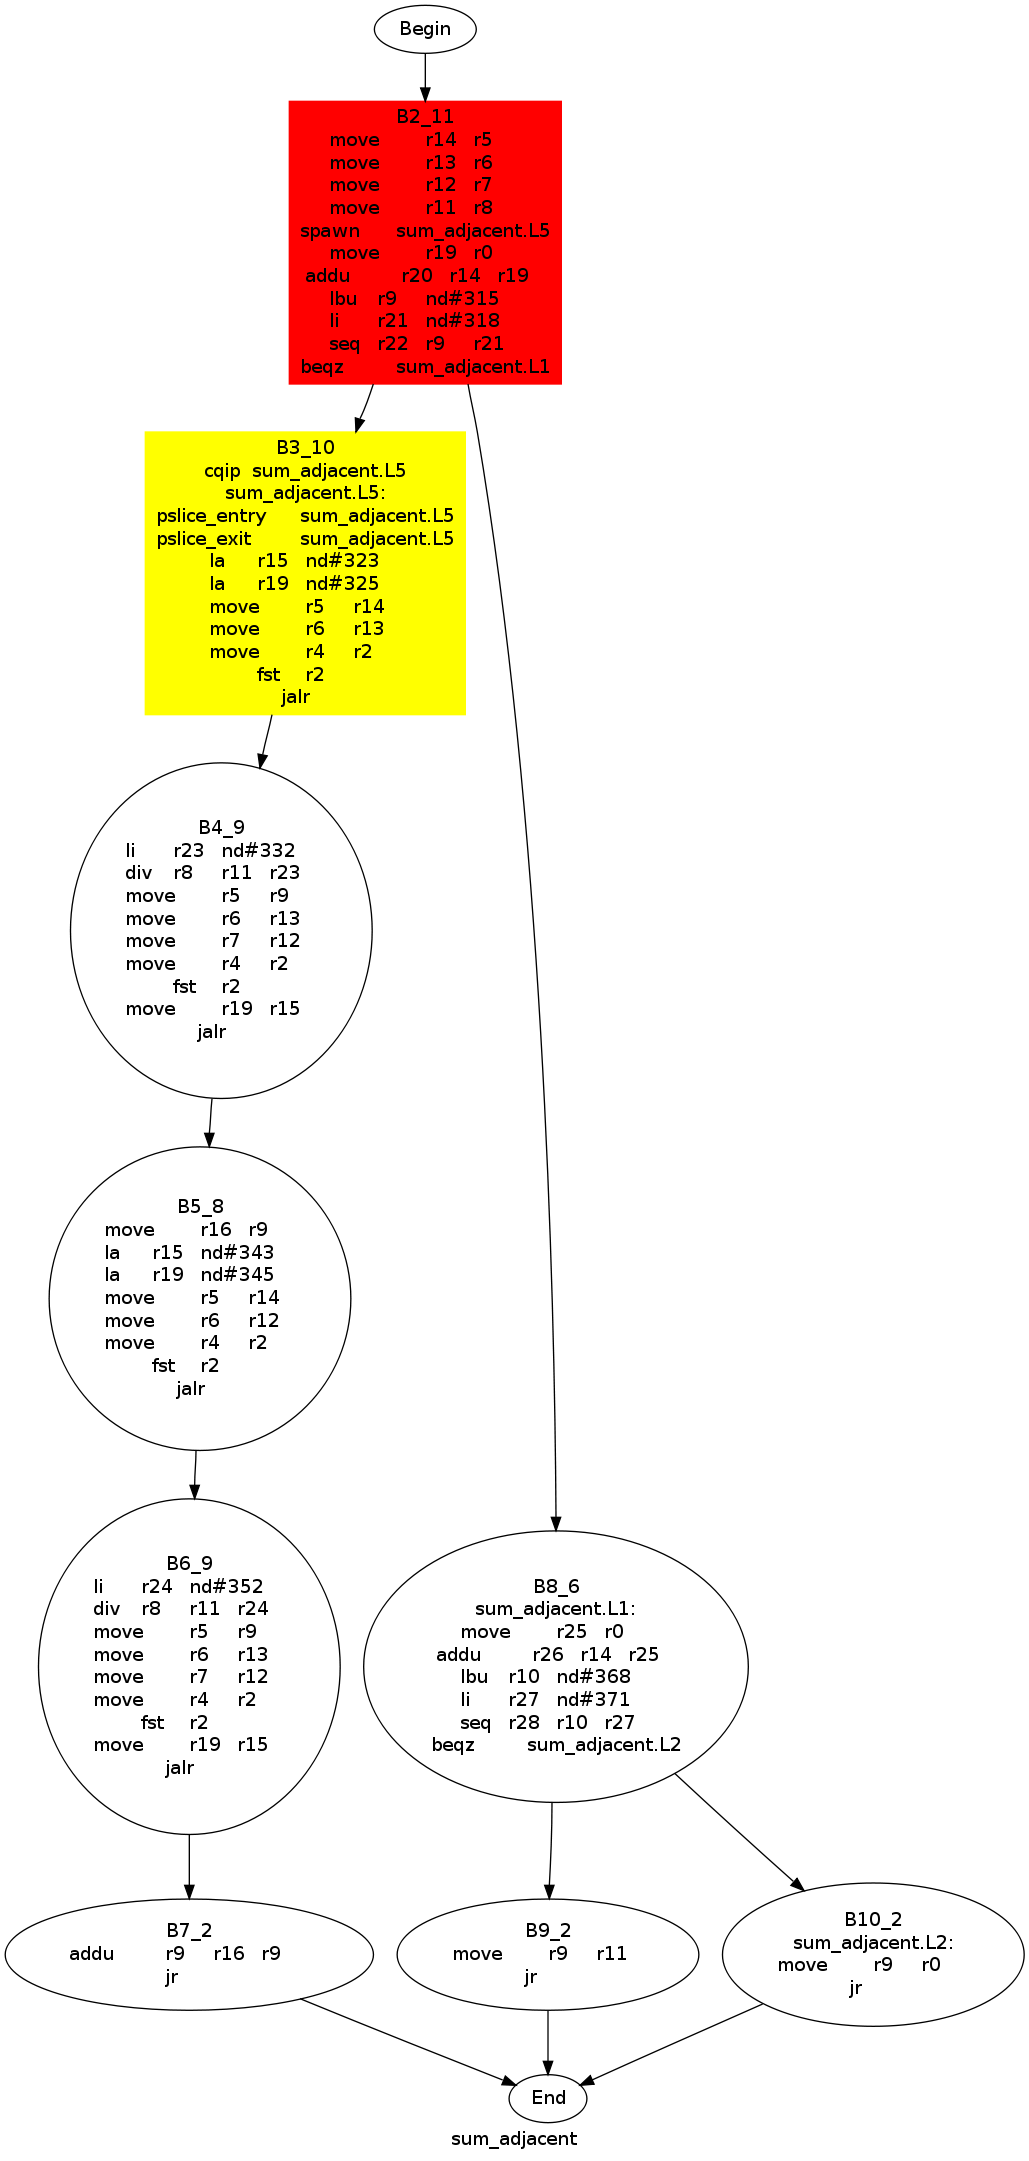 Begin
B2_11
move r14 r5
move r13 r6
move r12 r7
move r11 r8
spawn sum_adjacent.L5
move r19 r0
addu r20 r14 r19
lbu r9 nd#315
li r21 nd#318
seq r22 r9 r21
beqz sum_adjacent.L1
B3_10
cqip sum_adjacent.L5
sum_adjacent.L5:
pslice_entry sum_adjacent.L5
pslice_exit sum_adjacent.L5
la r15 nd#323
la r19 nd#325
move r5 r14
move r6 r13
move r4 r2
fst r2
jalr
B4_9
li r23 nd#332
div r8 r11 r23
move r5 r9
move r6 r13
move r7 r12
move r4 r2
fst r2
move r19 r15
jalr
B5_8
move r16 r9
la r15 nd#343
la r19 nd#345
move r5 r14
move r6 r12
move r4 r2
fst r2
jalr
B6_9
li r24 nd#352
div r8 r11 r24
move r5 r9
move r6 r13
move r7 r12
move r4 r2
fst r2
move r19 r15
jalr
B8_6
sum_adjacent.L1:
move r25 r0
addu r26 r14 r25
lbu r10 nd#368
li r27 nd#371
seq r28 r10 r27
beqz sum_adjacent.L2
B7_2
addu r9 r16 r9
jr
B9_2
move r9 r11
jr
B10_2
sum_adjacent.L2:
move r9 r0
jr
End
sum_adjacent